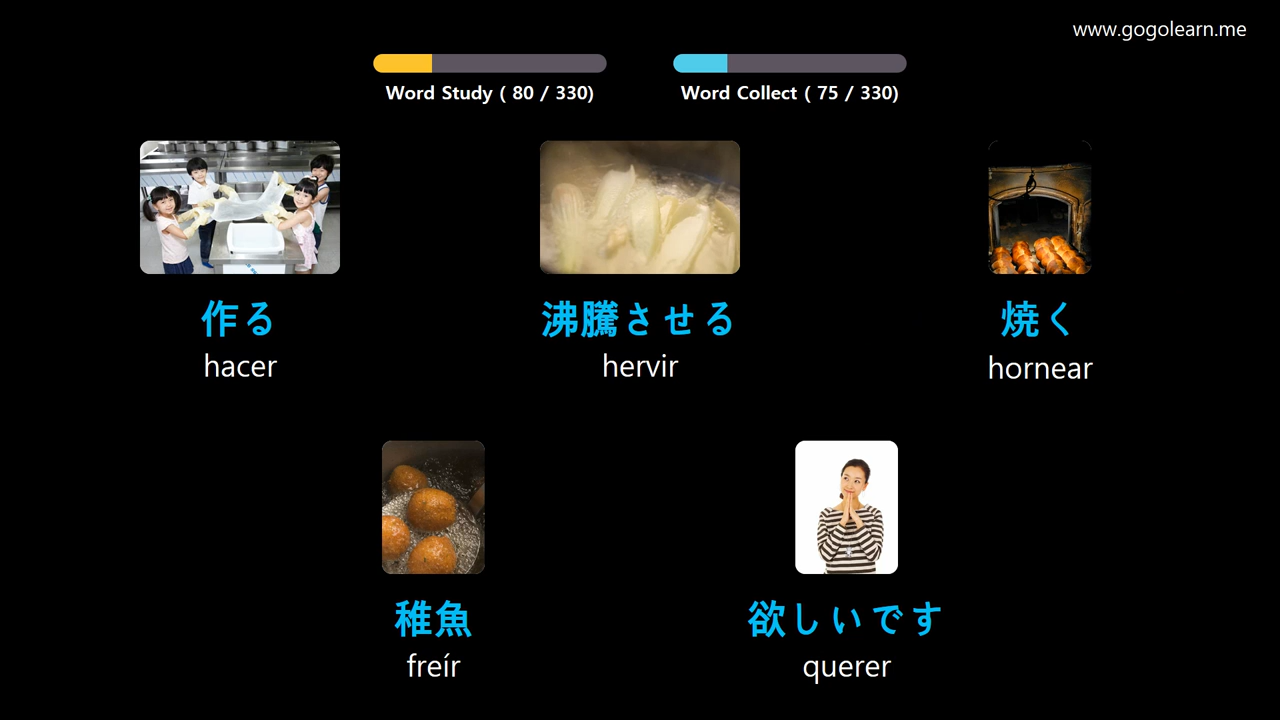 www.gogolearn.me
Word Study ( 80 / 330)
Word Collect ( 75 / 330)
作る
hacer
沸騰させる
hervir
焼く
hornear
稚魚
freír
欲しいです
querer